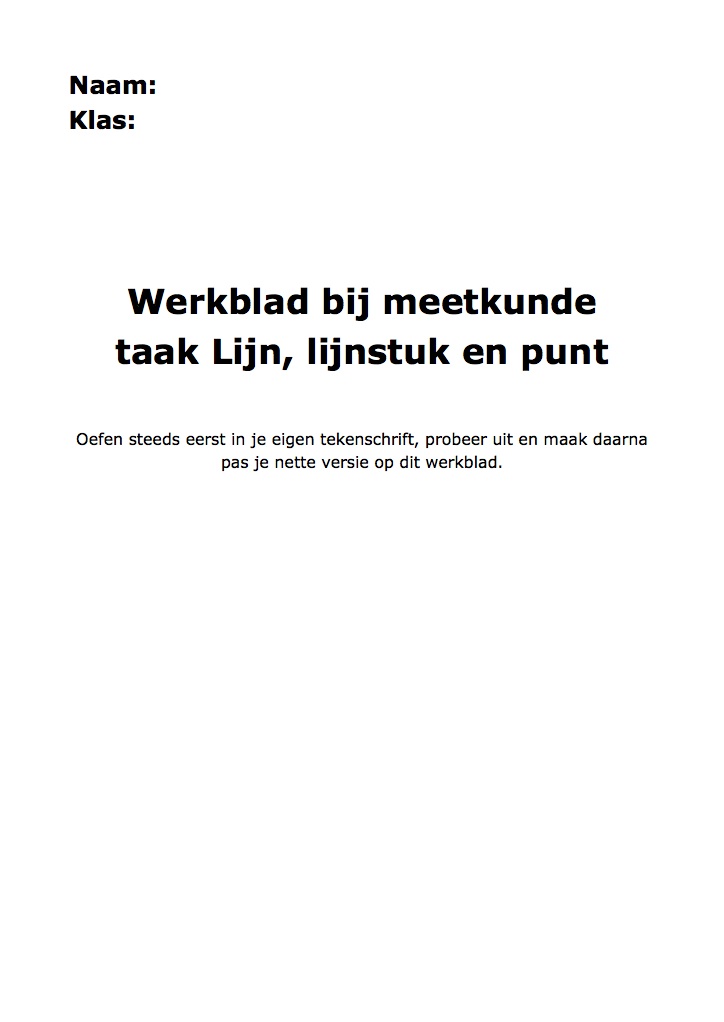 Naam:
Klas:
Werkblad bij meetkunde
taak Lijn, lijnstuk en punt
Oefen steeds eerst in je eigen tekenschrift, probeer uit en maak daarna
pas je nette versie op dit werkblad.